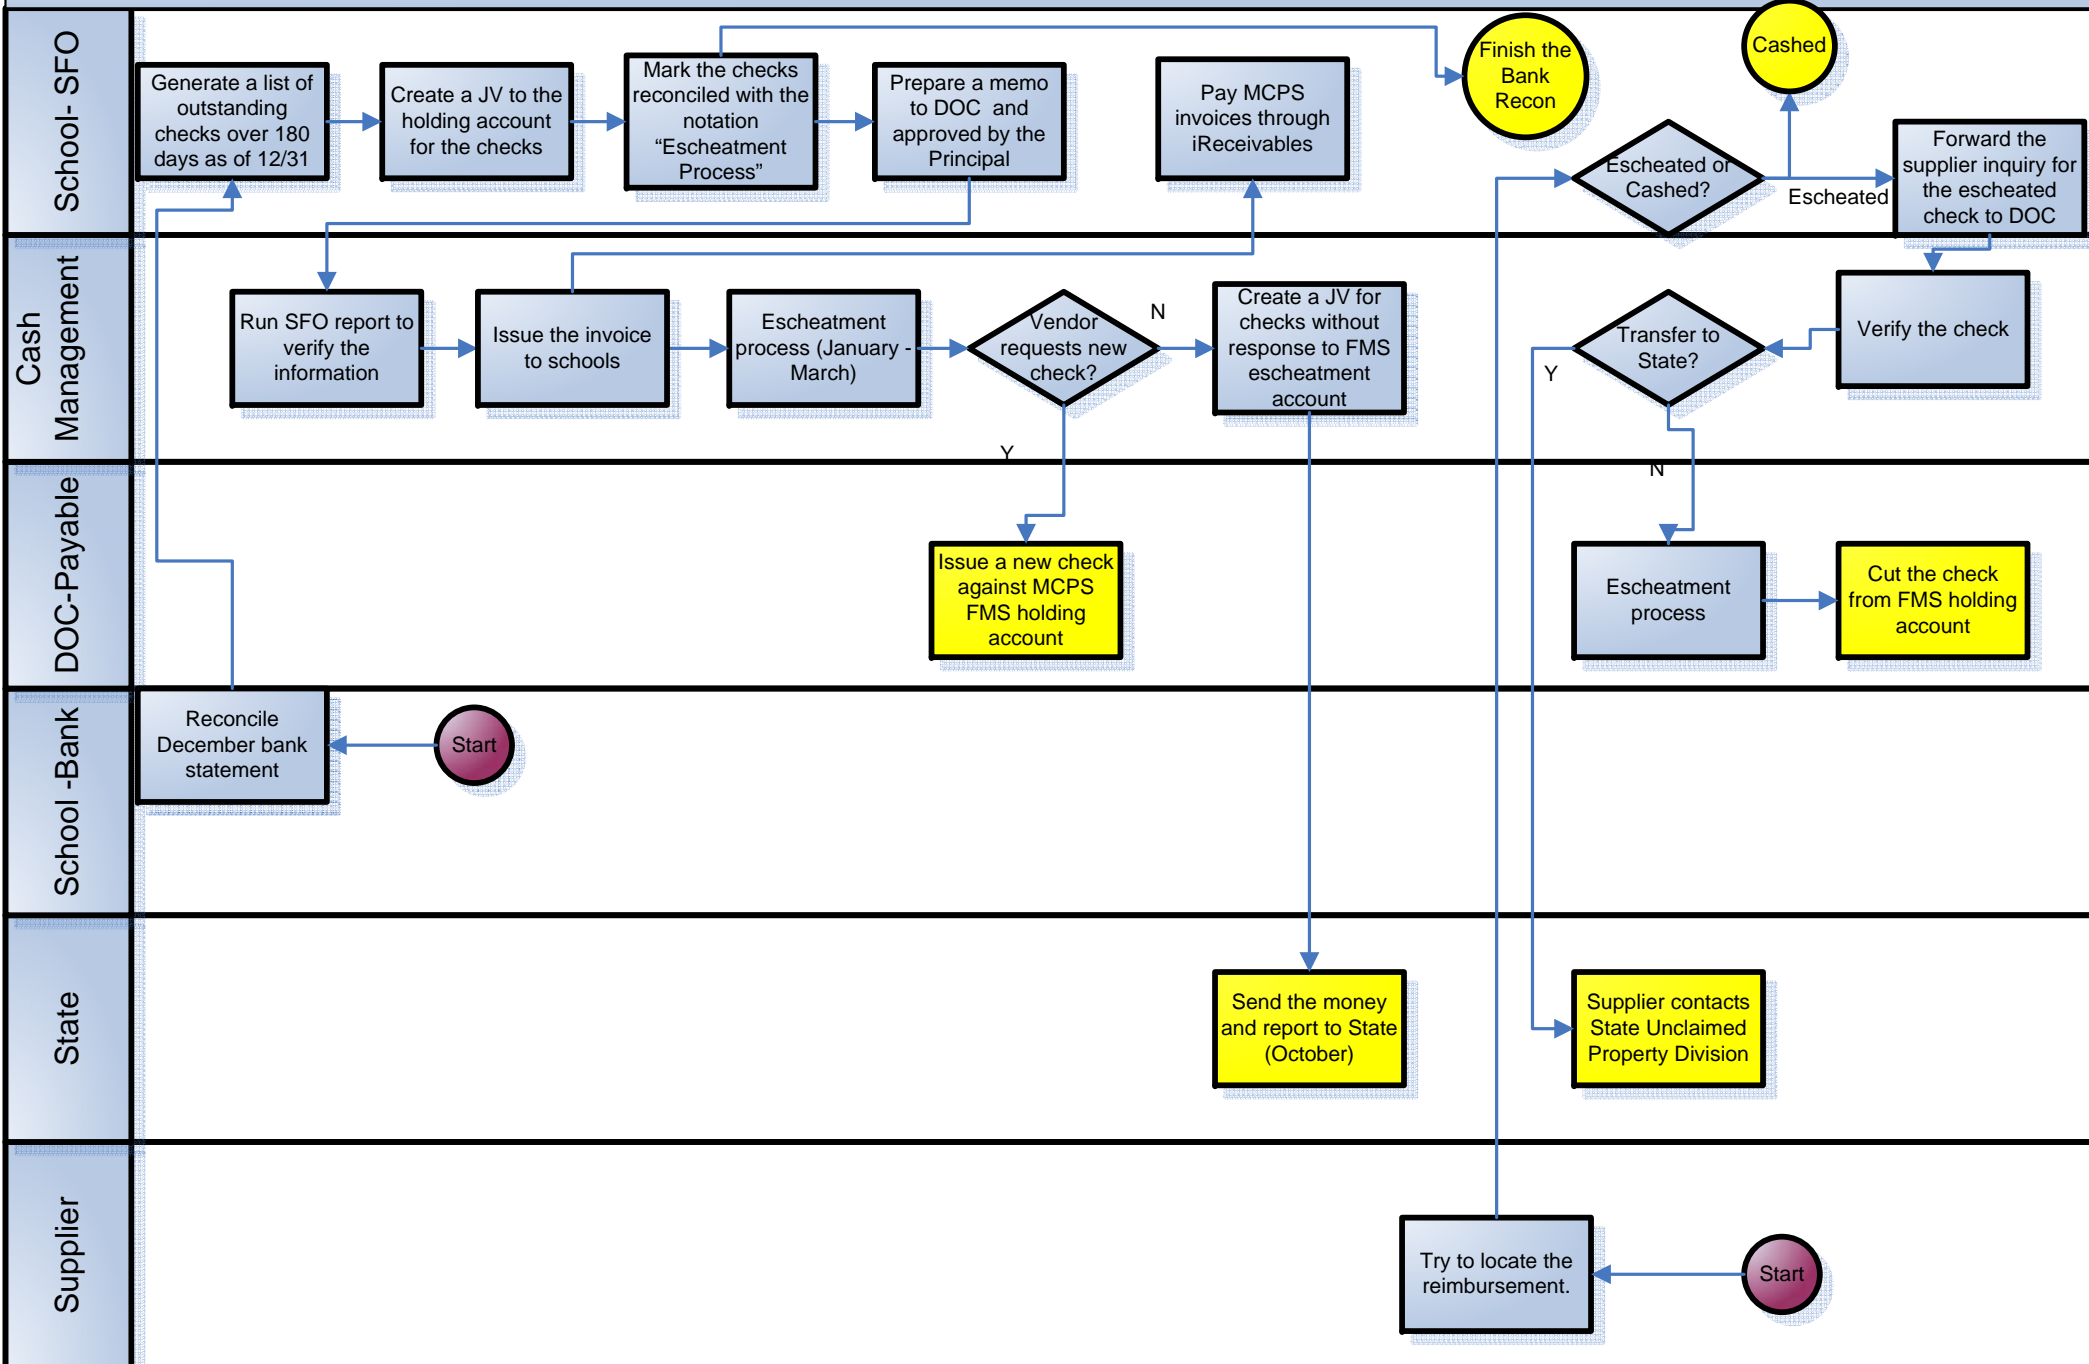 School- SFO
Generate a list of
outstanding
checks over 180
days as of 12/31
Create a JV to the
holding account
for the checks
Mark the checks
reconciled with the
notation
“Escheatment
Process”
Prepare a memo
to DOC and
approved by the
Principal
Pay MCPS
invoices through
iReceivables
Finish the
Bank
Recon
Cashed
Escheated or
Cashed?
Escheated
Forward the
supplier inquiry for
the escheated
check to DOC
Cash
Management
Run SFO report to
verify the
information
Issue the invoice
to schools
Escheatment
process (January -
March)
Vendor
requests new
check?
N
Y
Create a JV for
checks without
response to FMS
escheatment
account
Transfer to
State?
Y
N
Verify the check
DOC-Payable
Issue a new check
against MCPS
FMS holding
account
Escheatment
process
Cut the check
from FMS holding
account
School -Bank
Reconcile
December bank
statement
Start
State
Send the money
and report to State
(October)
Supplier contacts
State Unclaimed
Property Division
Supplier
Try to locate the
reimbursement.
Start